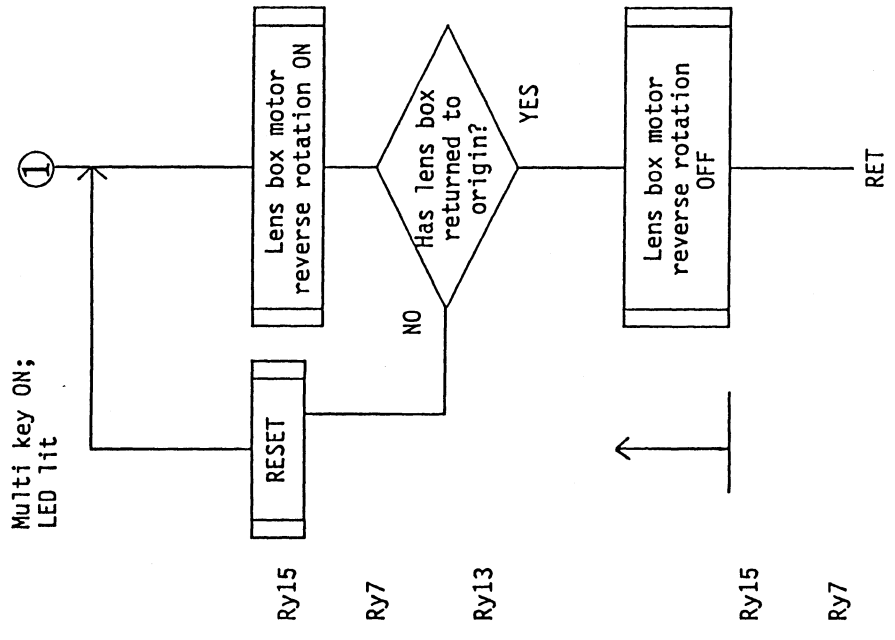 Multi key ON;
LED lit
1
Ry15
RESET
Lens box motor
reverse rotation ON
Ry7
NO
Has lens box
returned to
origin?
Ry13
YES
Lens box motor
reverse rotation
OFF
Ry15
Ry7
RET